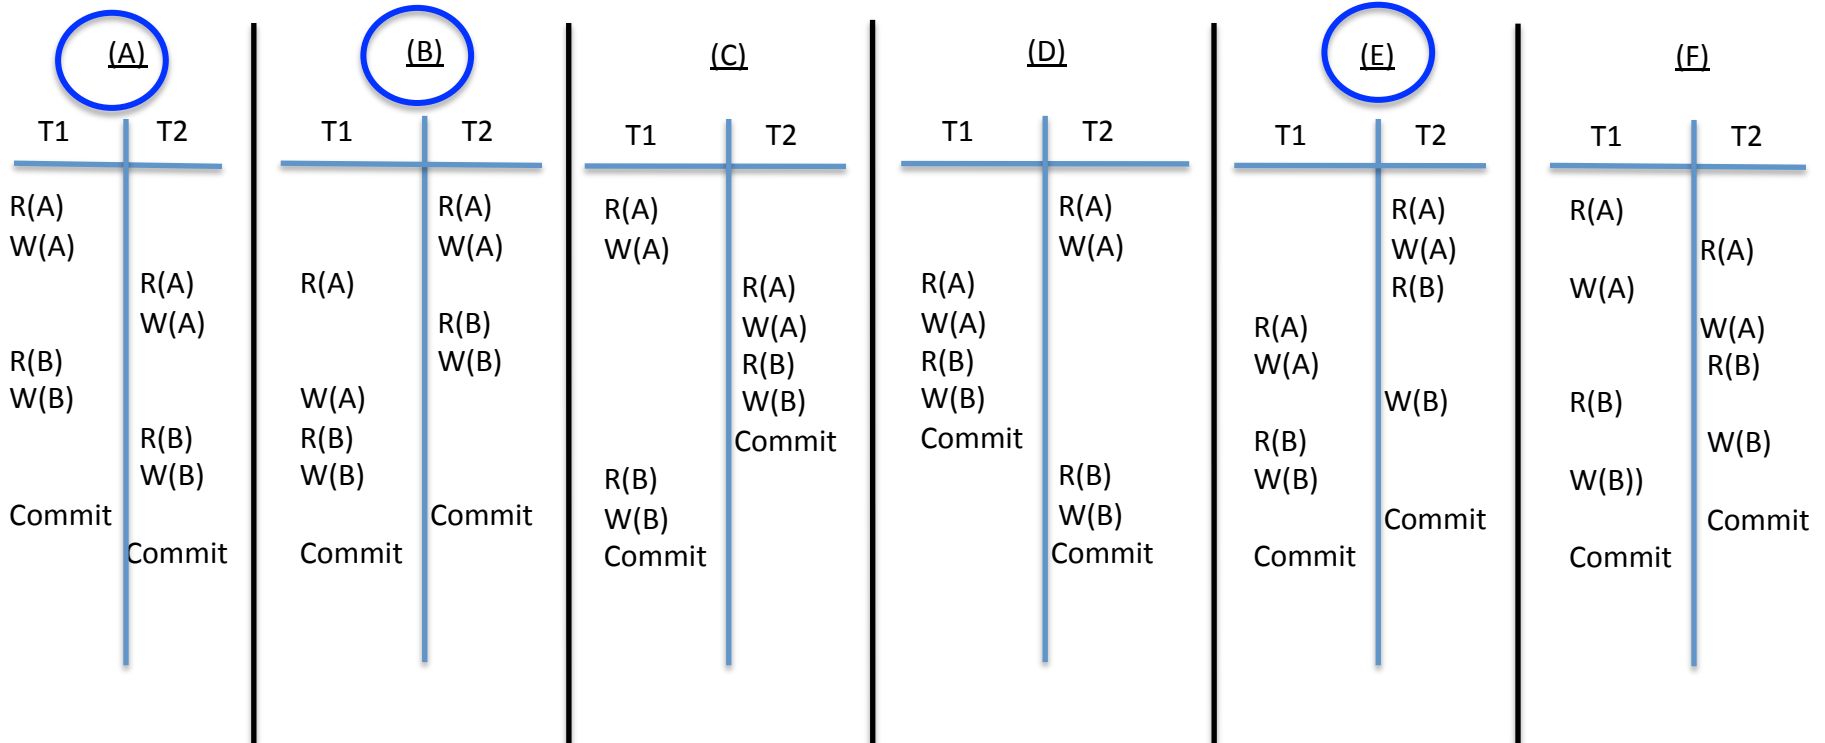 (A)
T1 T2
R(A)
W(A)
R(A)
W(A)
R(B)
W(B)
R(B)
W(B)
Commit
Commit
(B)
T1 T2
R(A)
W(A)
R(A)
R(B)
W(B)
W(A)
R(B)
W(B)
Commit
Commit
(C)
T1 T2
R(A)
W(A)
R(A)
W(A)
R(B)
W(B)
Commit
R(B)
W(B)
Commit
(D)
T1 T2
R(A)
W(A)
R(A)
W(A)
R(B)
W(B)
Commit
R(B)
W(B)
Commit
(E)
T1 T2
R(A)
W(A)
R(B)
R(A)
W(A)
W(B)
R(B)
W(B)
Commit
Commit
(F)
T1 T2
R(A)
R(A)
W(A)
W(A)
R(B)
R(B)
W(B)
W(B))
Commit
Commit